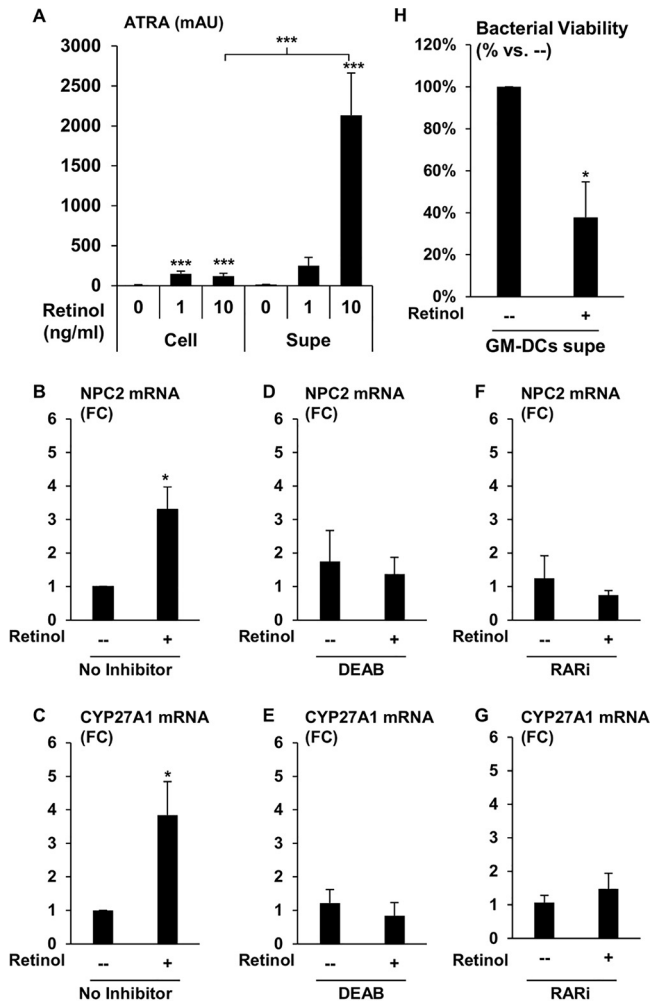 A
ATRA (mAU)
3000
2500
2000
1500
1000
500
0
***
***
***
***
Retinol
(ng/ml)
0 1 10 0 1 10
Cell Supe
H
Bacterial Viability
(% vs. --)
120%
100%
80%
60%
40%
20%
0%
*
Retinol -- +
GM-DCs supe
B
NPC2 mRNA
(FC)
6
5
4
3
2
1
0
*
Retinol -- +
No Inhibitor
D
NPC2 mRNA
(FC)
6
5
4
3
2
1
0
Retinol -- +
DEAB
F
NPC2 mRNA
(FC)
6
5
4
3
2
1
0
Retinol -- +
RARi
C
CYP27A1 mRNA
(FC)
6
5
4
3
2
1
0
*
Retinol -- +
No Inhibitor
E
CYP27A1 mRNA
(FC)
6
5
4
3
2
1
0
Retinol -- +
DEAB
G
CYP27A1 mRNA
(FC)
6
5
4
3
2
1
0
Retinol -- +
RARi